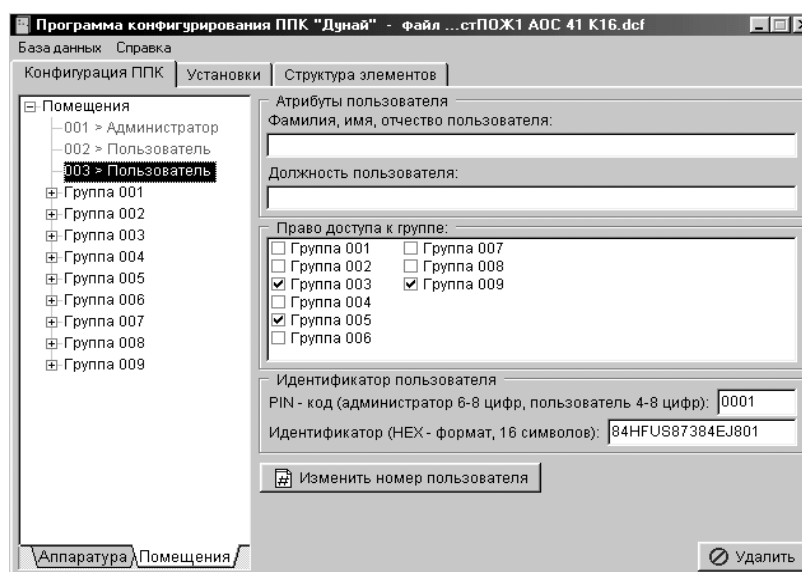 Программа конфигурирования ППК "Дунай" - файл ...стПОЖ1 АОС 41 К16.dcf
База данных Справка
Конфигурация ППК Установки Структура элементов
Помещения
001 > Администратор
002 > Пользователь
003 > Пользователь
Группа 001
Группа 002
Группа 003
Группа 004
Группа 005
Группа 006
Группа 007
Группа 008
Группа 009
Аппаратура Помещения
Атрибуты пользователя
Фамилия, имя, отчество пользователя:
Должность пользователя:
Право доступа к группе:
Группа 001
Группа 002
Группа 003
Группа 004
Группа 005
Группа 006
Группа 007
Группа 008
Группа 009
Идентификатор пользователя
PIN - код (администратор 6-8 цифр, пользователь 4-8 цифр): 0001
Идентификатор (HEX - формат, 16 символов): 84HFUS87384EJ801
Изменить номер пользователя
Удалить